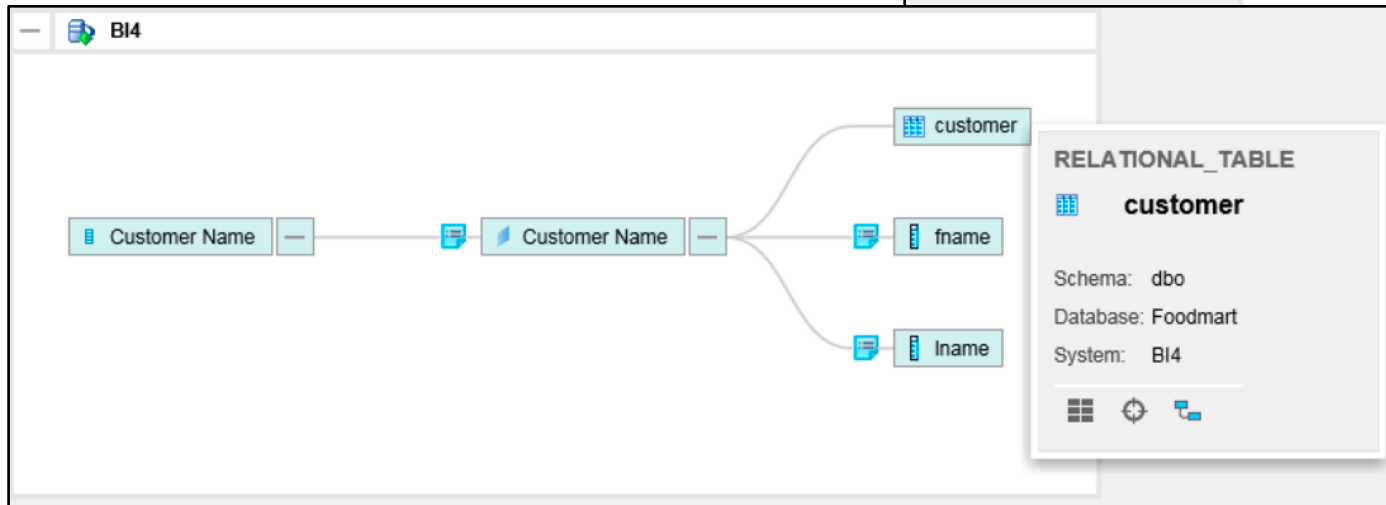 BI4
customer
Customer Name
Customer Name
fname
lname
RELATIONAL_TABLE
customer
Schema: dbo
Database: Foodmart
System: BI4